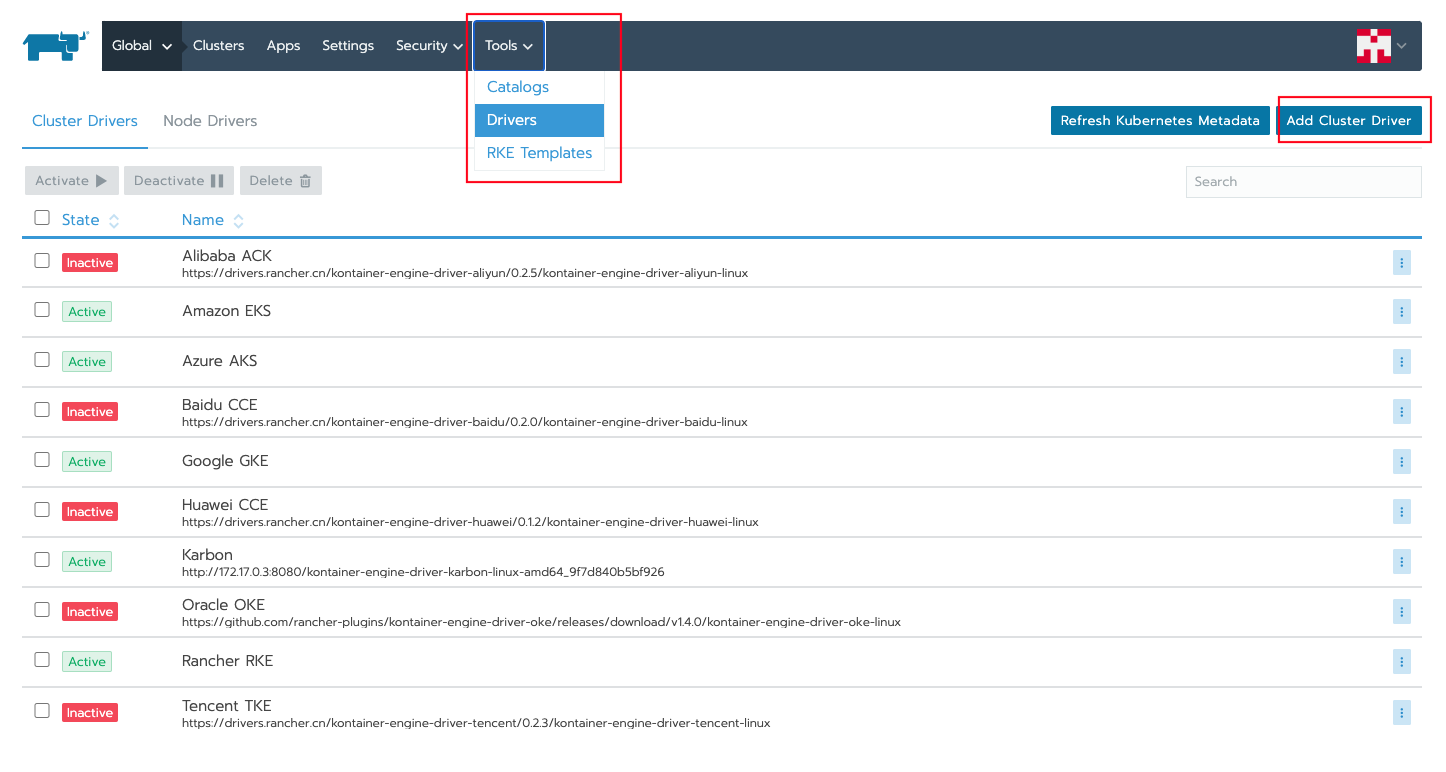 Global Clusters Apps Settings Security Tools
Catalogs
Drivers
RKE Templates
Cluster Drivers Node Drivers
Refresh Kubernetes Metadata Add Cluster Driver
Activate Deactivate Delete
Search
State Name
Inactive Alibaba ACK
https://drivers.rancher.cn/kontainer-engine-driver-aliyun/0.2.5/kontainer-engine-driver-aliyun-linux
Active Amazon EKS
Active Azure AKS
Inactive Baidu CCE
https://drivers.rancher.cn/kontainer-engine-driver-baidu/0.2.0/kontainer-engine-driver-baidu-linux
Active Google GKE
Inactive Huawei CCE
https://drivers.rancher.cn/kontainer-engine-driver-huawei/0.1.2/kontainer-engine-driver-huawei-linux
Active Karbon
http://172.17.0.3:8080/kontainer-engine-driver-karbon-linux-amd64_9f7d840b5bf926
Inactive Oracle OKE
https://github.com/rancher-plugins/kontainer-engine-driver-oke/releases/download/v1.4.0/kontainer-engine-driver-oke-linux
Active Rancher RKE
Inactive Tencent TKE
https://drivers.rancher.cn/kontainer-engine-driver-tencent/0.2.3/kontainer-engine-driver-tencent-linux